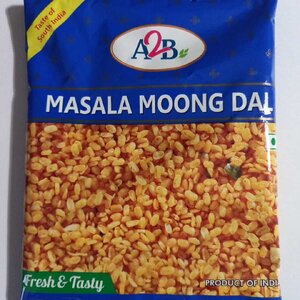 Taste of
South India
A2B
MASALA MOONG DAL
Fresh & Tasty
PRODUCT OF INDI